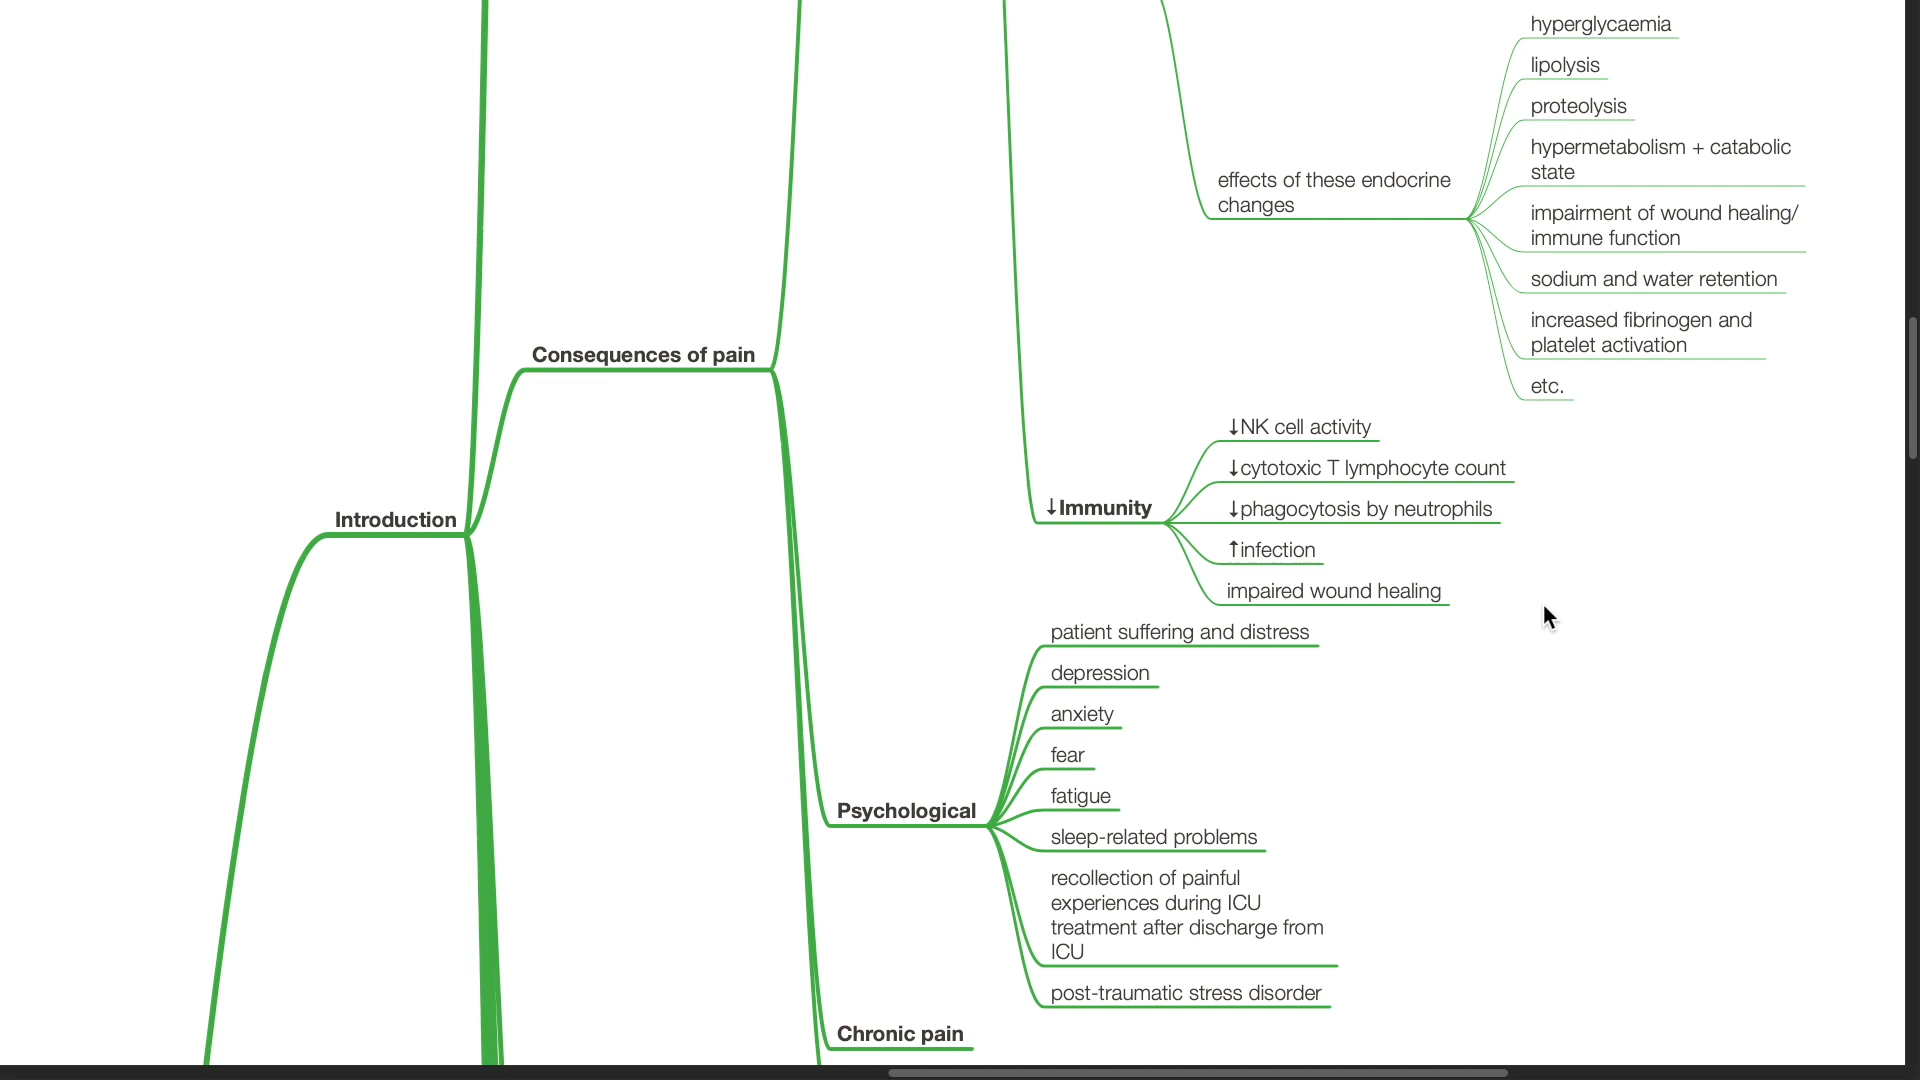 hyperglycaemia
lipolysis
proteolysis
hypermetabolism + catabolic
state
effects of these endocrine
changes
impairment of wound healing/
immune function
sodium and water retention
increased fibrinogen and
platelet activation
etc.
Consequences of pain
Introduction
↓Immunity
↓NK cell activity
↓cytotoxic T lymphocyte count
↓phagocytosis by neutrophils
↑infection
impaired wound healing
Psychological
patient suffering and distress
depression
anxiety
fear
fatigue
sleep-related problems
recollection of painful
experiences during ICU
treatment after discharge from
ICU
post-traumatic stress disorder
Chronic pain